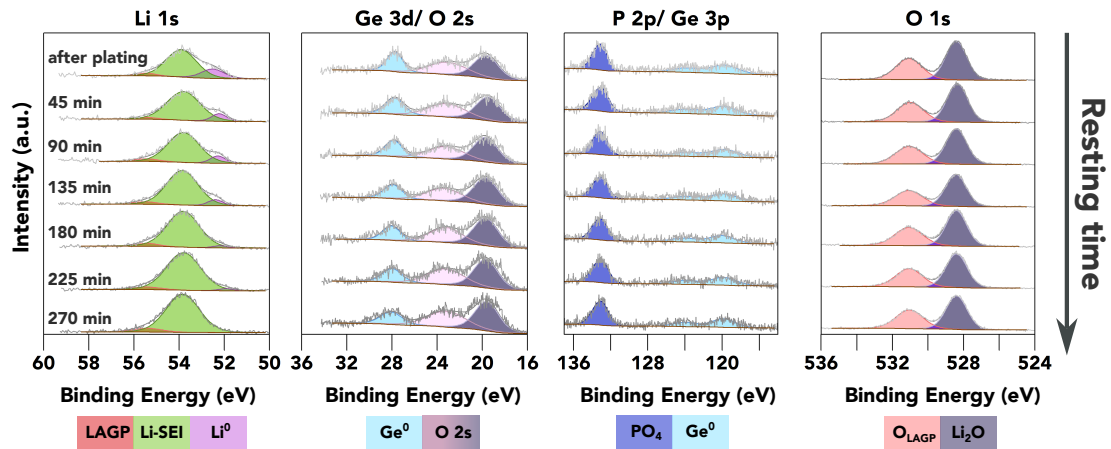 Li 1s
Ge 3d/ O 2s
P 2p/ Ge 3p
O 1s
Intensity (a.u.)
after plating
45 min
90 min
135 min
180 min
225 min
270 min
Resting time
60 58 56 54 52 50
36 32 28 24 20 16
136 128 120
536 532 528 524
Binding Energy (eV)
Binding Energy (eV)
Binding Energy (eV)
Binding Energy (eV)
LAGP Li-SEI Li⁰
Ge⁰ O 2s
PO₄ Ge⁰
O_LAGP Li₂O